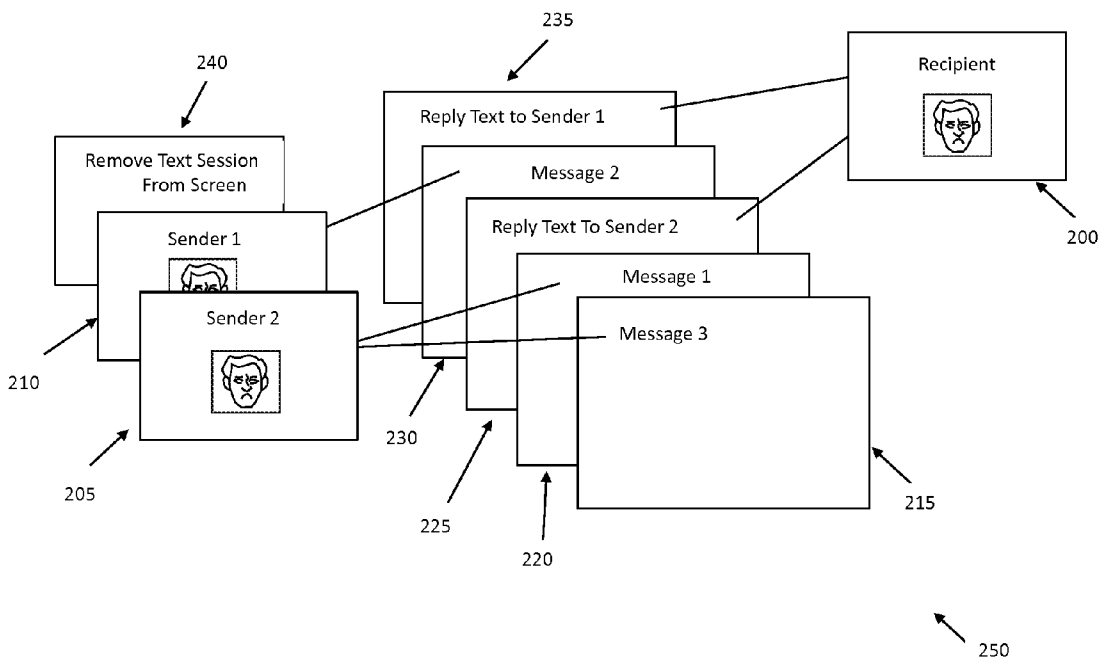 235
240
Recipient
Reply Text to Sender 1
Remove Text Session
From Screen
Message 2
Sender 1
Reply Text To Sender 2
200
Message 1
Sender 2
Message 3
210
230
205
225
215
220
250